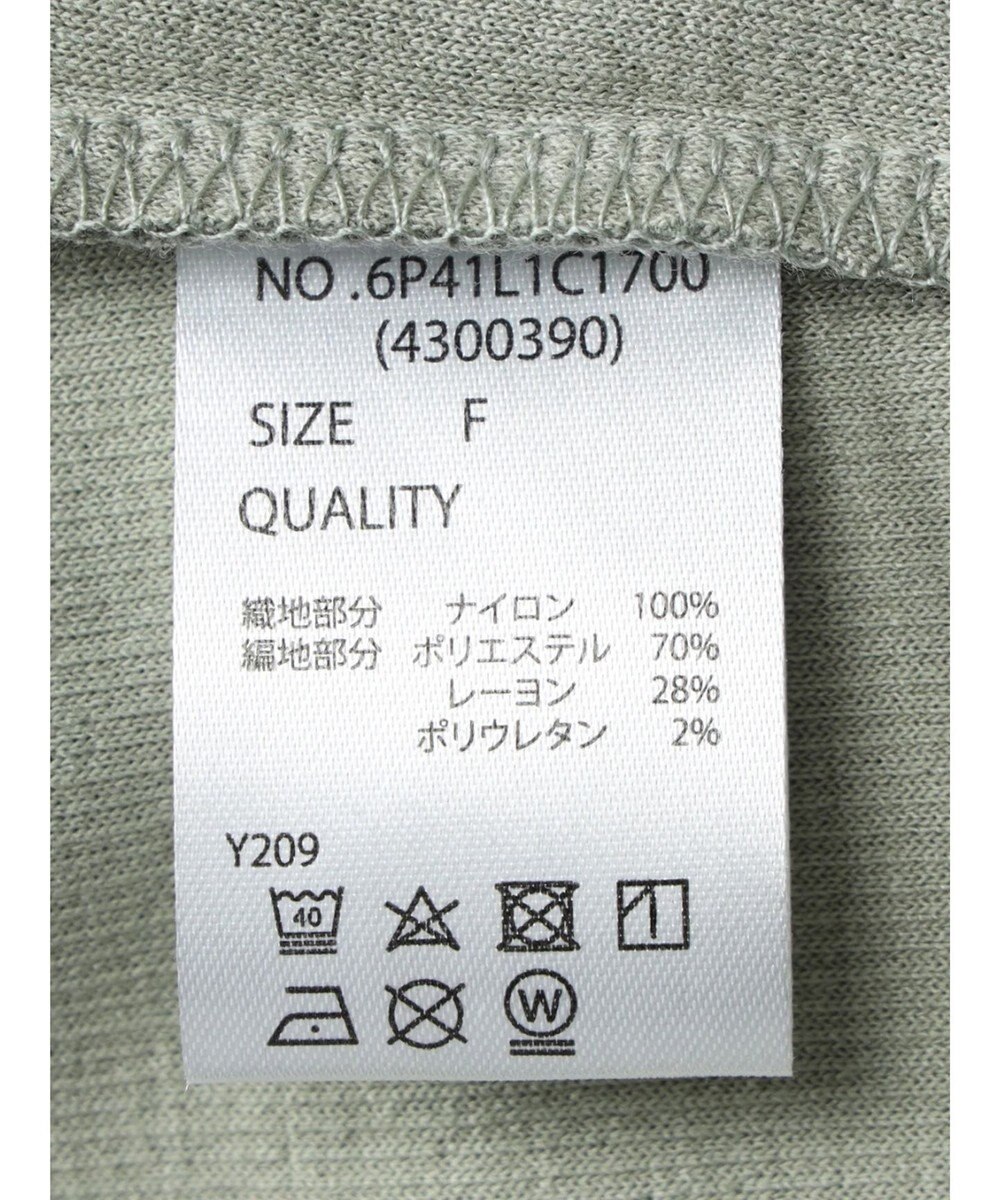 NO .6P41L1C1700
(4300390)
SIZE F
QUALITY
織地部分 ナイロン 100%
編地部分 ポリエステル 70%
レーヨン 28%
ポリウレタン 2%
Y209
40
W